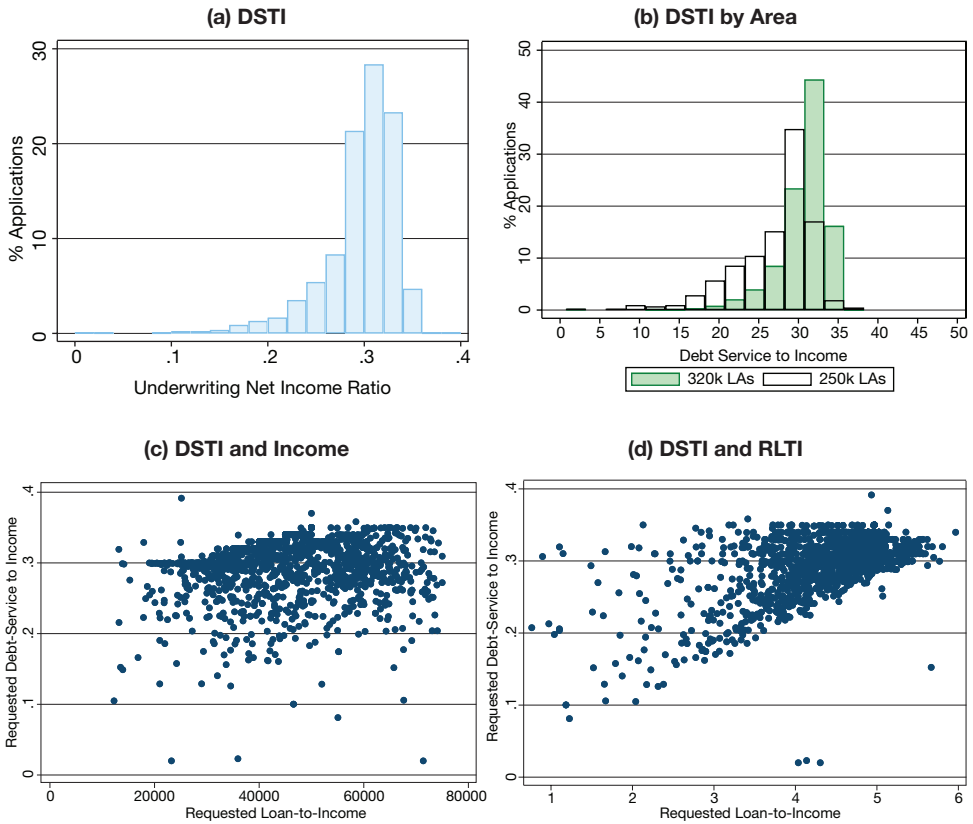 (a) DSTI
% Applications
30
20
10
0
0 .1 .2 .3 .4
Underwriting Net Income Ratio
(b) DSTI by Area
% Applications
50
40
30
20
10
0
0 5 10 15 20 25 30 35 40 45 50
Debt Service to Income
320k LAs 250k LAs
(c) DSTI and Income
Requested Debt-Service to Income
.4
.3
.2
.1
0
0 20000 40000 60000 80000
Requested Loan-to-Income
(d) DSTI and RLTI
Requested Debt-Service to Income
.4
.3
.2
.1
0
1 2 3 4 5 6
Requested Loan-to-Income